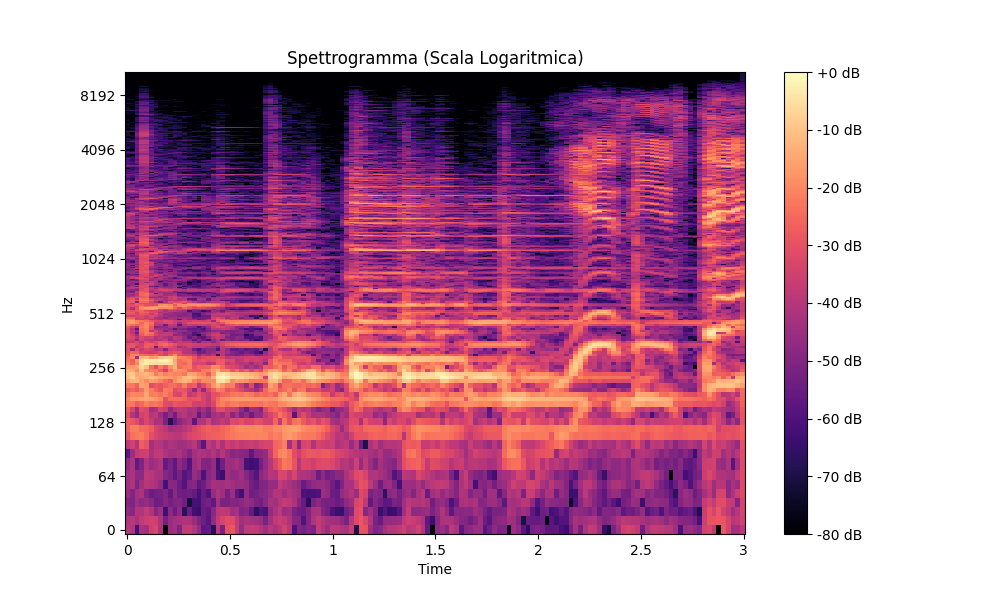 Spettrogramma (Scala Logaritmica)
8192
4096
2048
1024
512
256
128
64
0
Hz
0
0.5
1
1.5
2
2.5
3
Time
+0 dB
-10 dB
-20 dB
-30 dB
-40 dB
-50 dB
-60 dB
-70 dB
-80 dB